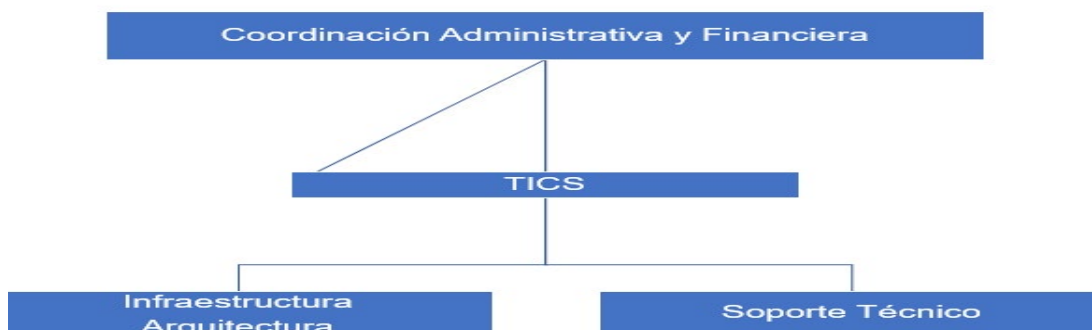 Coordinación Administrativa y Financiera
TICS
Infraestructura
Arquitectura
Soporte Técnico